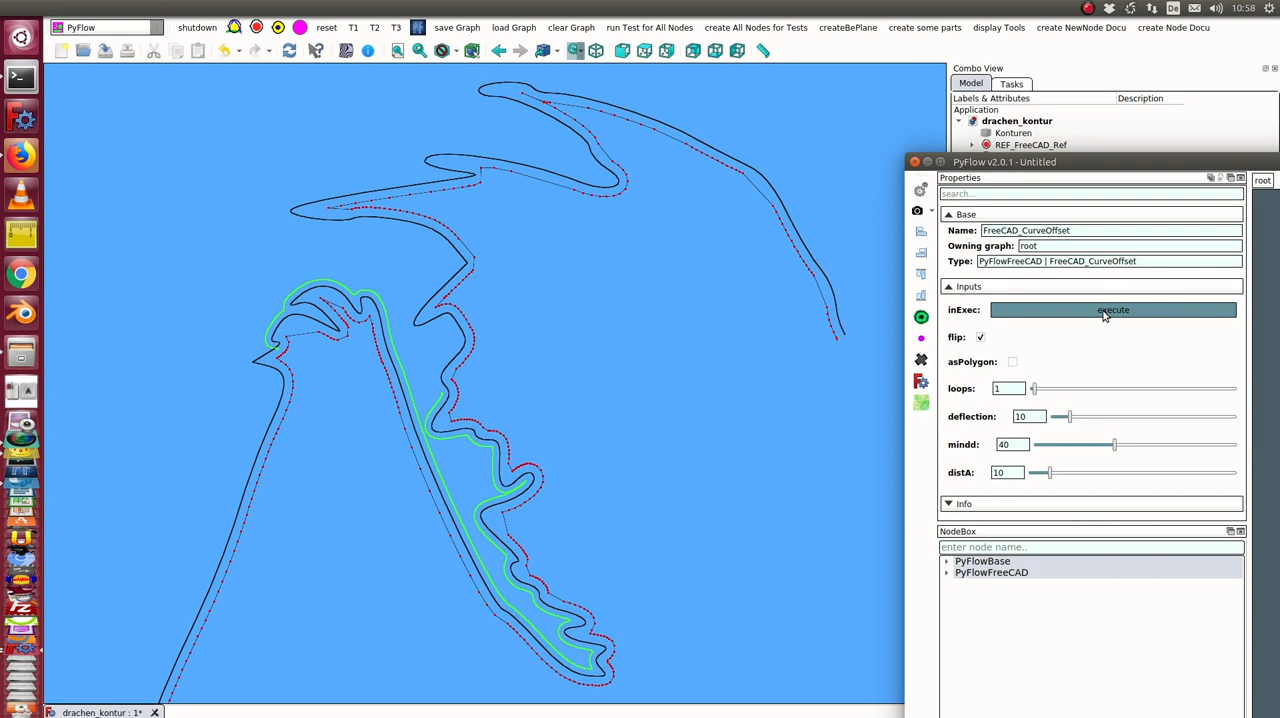 De
10:58
PyFlow
shutdown
reset
T1
T2
T3
save Graph
load Graph
clear Graph
run Test for All Nodes
create All Nodes for Tests
createBePlane
create some parts
display Tools
create NewNode Docu
create Node Docu
Combo View
Model
Tasks
Labels & Attributes
Description
Application
drachen_kontur
Konturen
REF_FreeCAD_Ref
PyFlow v2.0.1 - Untitled
Properties
root
search...
Base
Name: FreeCAD_CurveOffset
Owning graph: root
Type: PyFlowFreeCAD | FreeCAD_CurveOffset
Inputs
inExec: execute
flip:
asPolygon:
loops: 1
deflection: 10
mindd: 40
distA: 10
Info
NodeBox
enter node name..
PyFlowBase
PyFlowFreeCAD
drachen_kontur : 1*